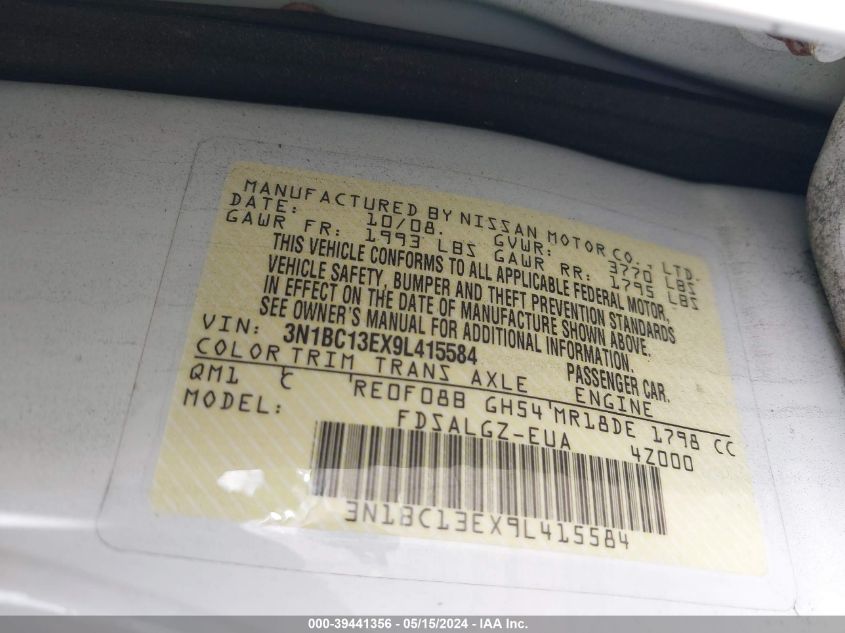 MANUFACTURED BY NISSAN MOTOR CO., LTD.
DATE: 10/08. GVWR: 3770 LBS
GAWR FR: 1993 LBS GAWR RR: 1795 LBS
THIS VEHICLE CONFORMS TO ALL APPLICABLE FEDERAL MOTOR
VEHICLE SAFETY, BUMPER AND THEFT PREVENTION STANDARDS
IN EFFECT ON THE DATE OF MANUFACTURE SHOWN ABOVE.
SEE OWNER'S MANUAL FOR ADDITIONAL INFORMATION.
VIN: 3N1BC13EX9L415584 PASSENGER CAR.
COLOR TRIM TRANS AXLE ENGINE
QM1 C RE0F08B GH54 MR18DE 1798 CC
MODEL: FDSALGZ-EUA 4Z000
3N1BC13EX9L415584
000-39441356 - 05/15/2024 - IAA Inc.